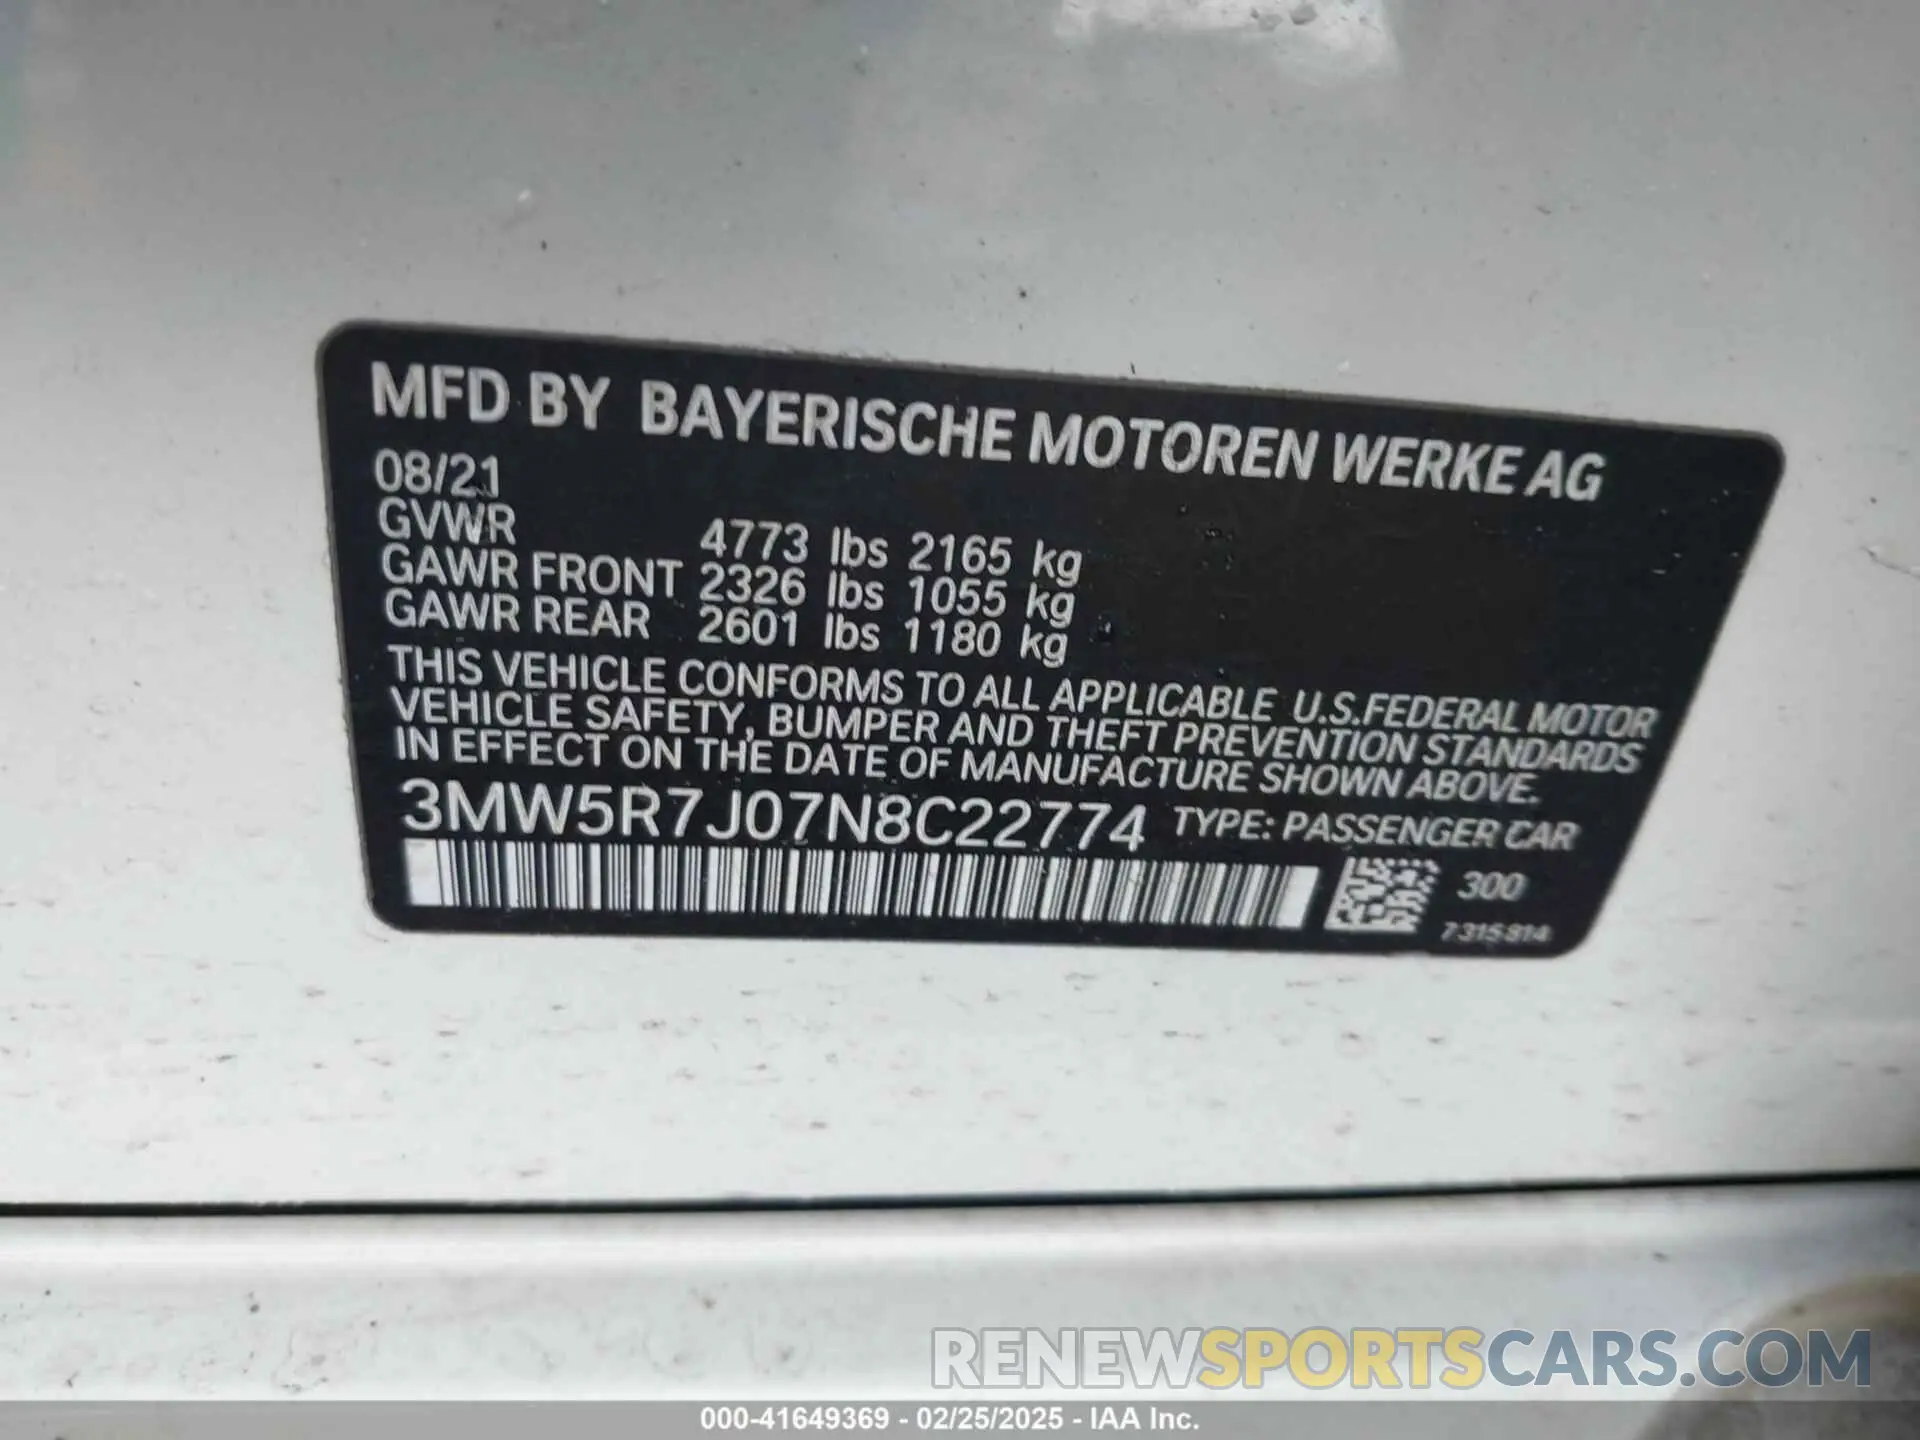 MFD BY BAYERISCHE MOTOREN WERKE AG
08/21
GVWR 4773 lbs 2165 kg
GAWR FRONT 2326 lbs 1055 kg
GAWR REAR 2601 lbs 1180 kg
THIS VEHICLE CONFORMS TO ALL APPLICABLE U.S.FEDERAL MOTOR
VEHICLE SAFETY, BUMPER AND THEFT PREVENTION STANDARDS
IN EFFECT ON THE DATE OF MANUFACTURE SHOWN ABOVE.
3MW5R7J07N8C22774 TYPE: PASSENGER CAR
300
7 315 814
RENEWSPORTSCARS.COM
000-41649369 - 02/25/2025 - IAA Inc.